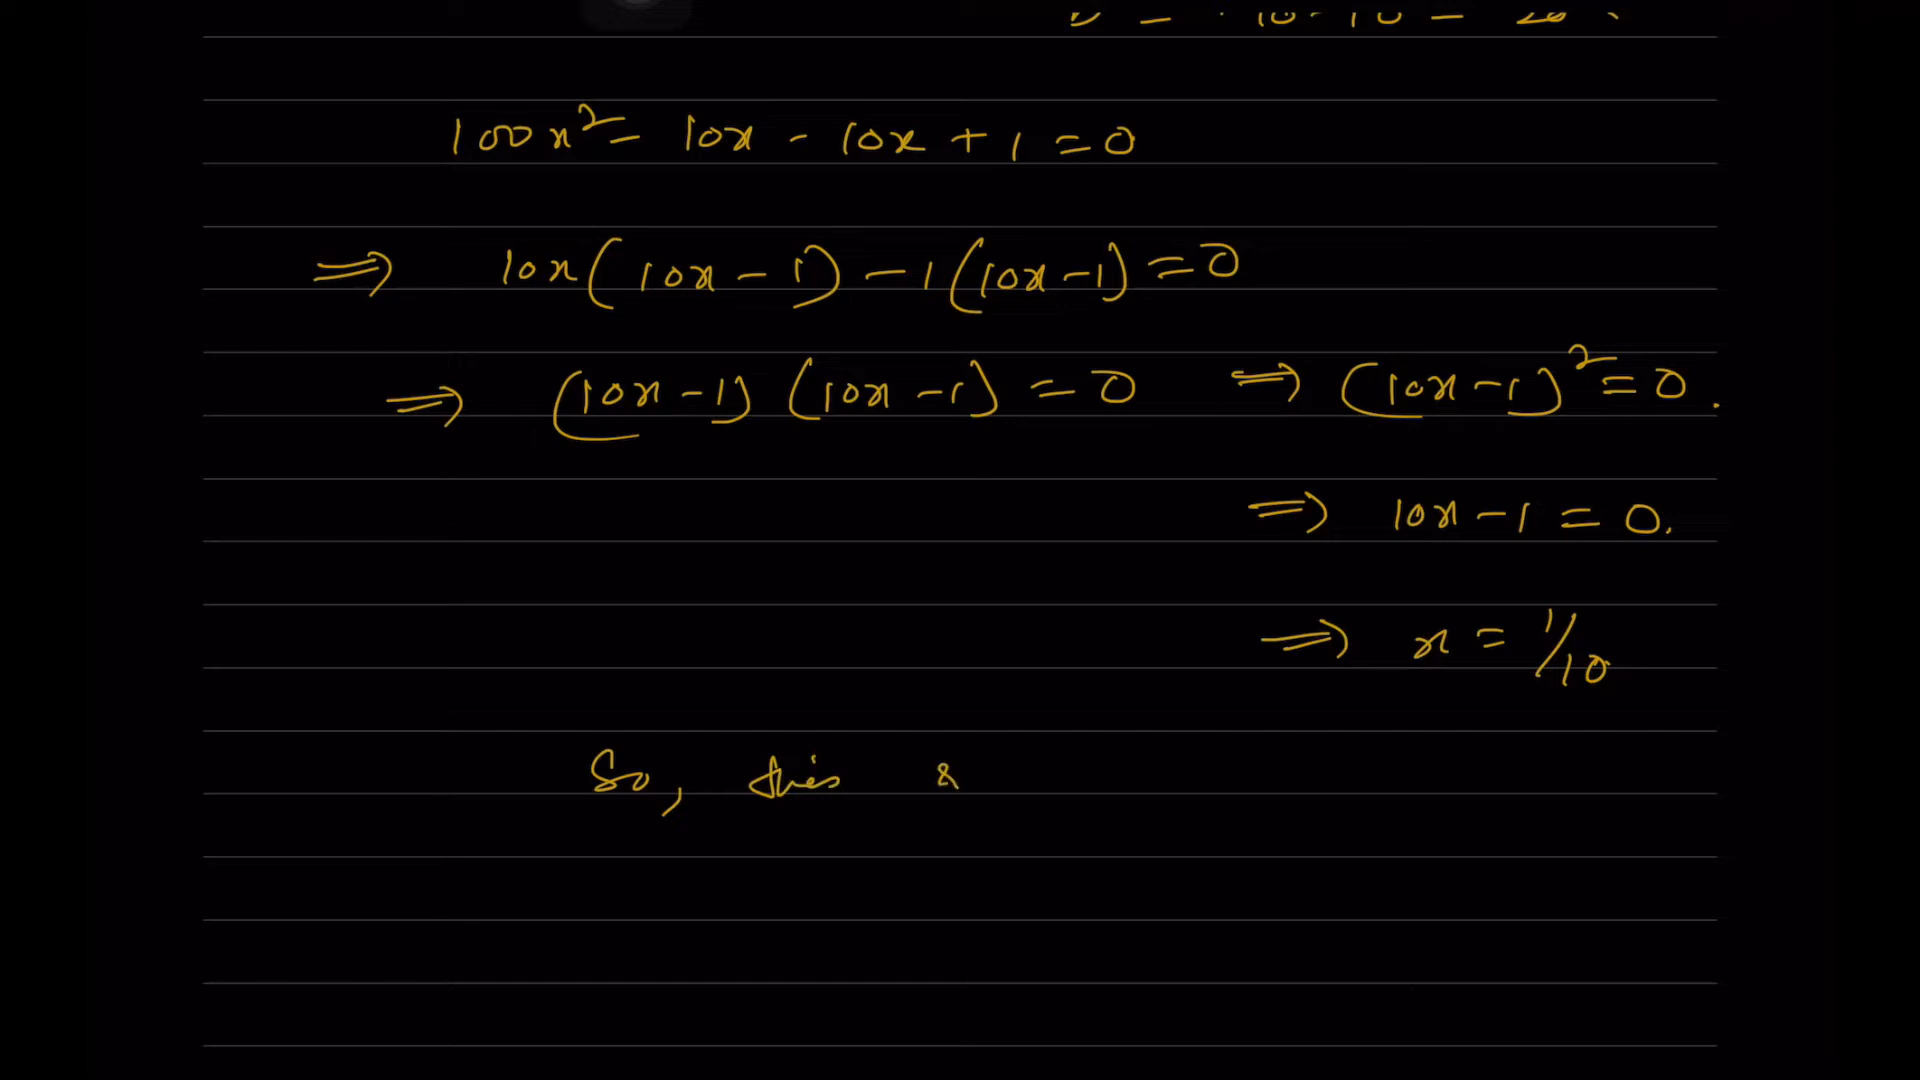 100x² = 10x - 10x + 1 = 0
⇒ 10x(10x - 1) - 1(10x - 1) = 0
⇒ (10x - 1) (10x - 1) = 0 ⇒ (10x - 1)² = 0.
⇒ 10x - 1 = 0.
⇒ x = 1/10
So, this